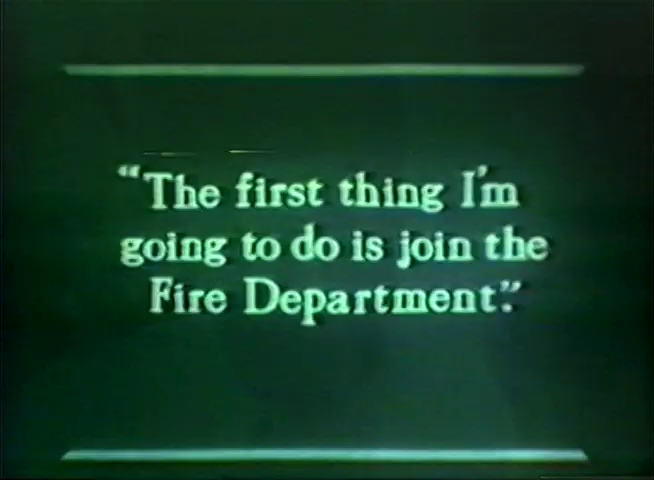 “The first thing I'm
going to do is join the
Fire Department.”